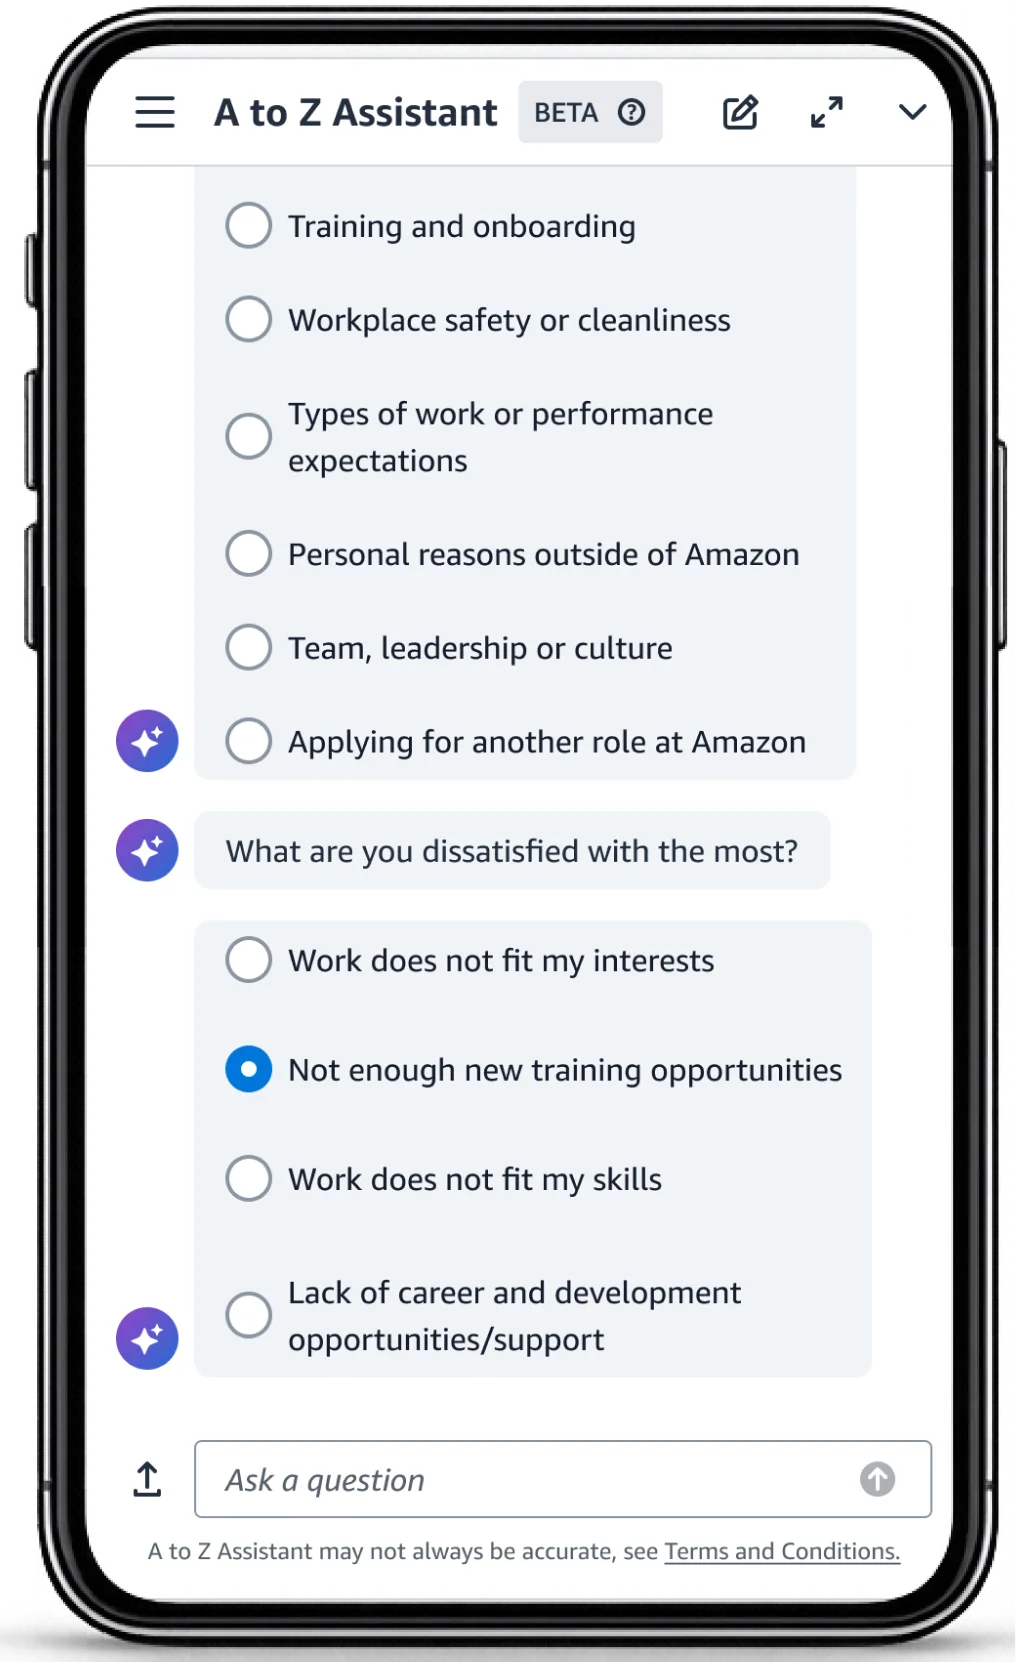 A to Z Assistant BETA
Training and onboarding
Workplace safety or cleanliness
Types of work or performance
expectations
Personal reasons outside of Amazon
Team, leadership or culture
Applying for another role at Amazon
What are you dissatisfied with the most?
Work does not fit my interests
Not enough new training opportunities
Work does not fit my skills
Lack of career and development
opportunities/support
Ask a question
A to Z Assistant may not always be accurate, see Terms and Conditions.